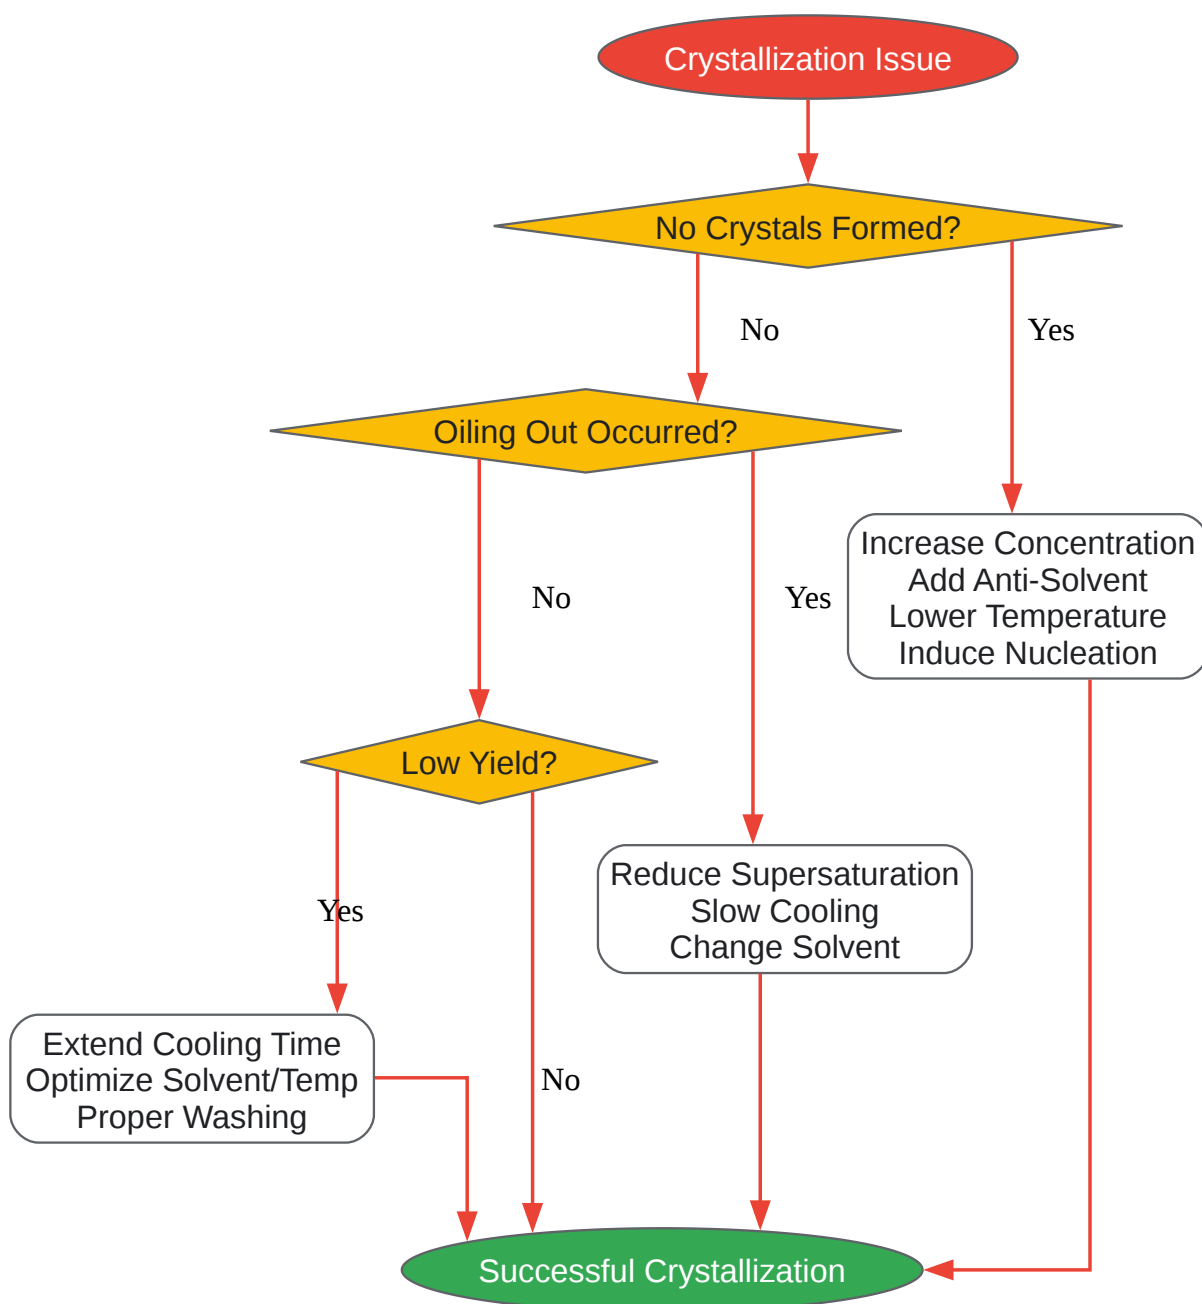 Crystallization Issue
No Crystals Formed?
No
Yes
Oiling Out Occurred?
Increase Concentration
Add Anti-Solvent
Lower Temperature
Induce Nucleation
No
Yes
Low Yield?
Reduce Supersaturation
Slow Cooling
Change Solvent
Yes
Extend Cooling Time
Optimize Solvent/Temp
Proper Washing
No
Successful Crystallization